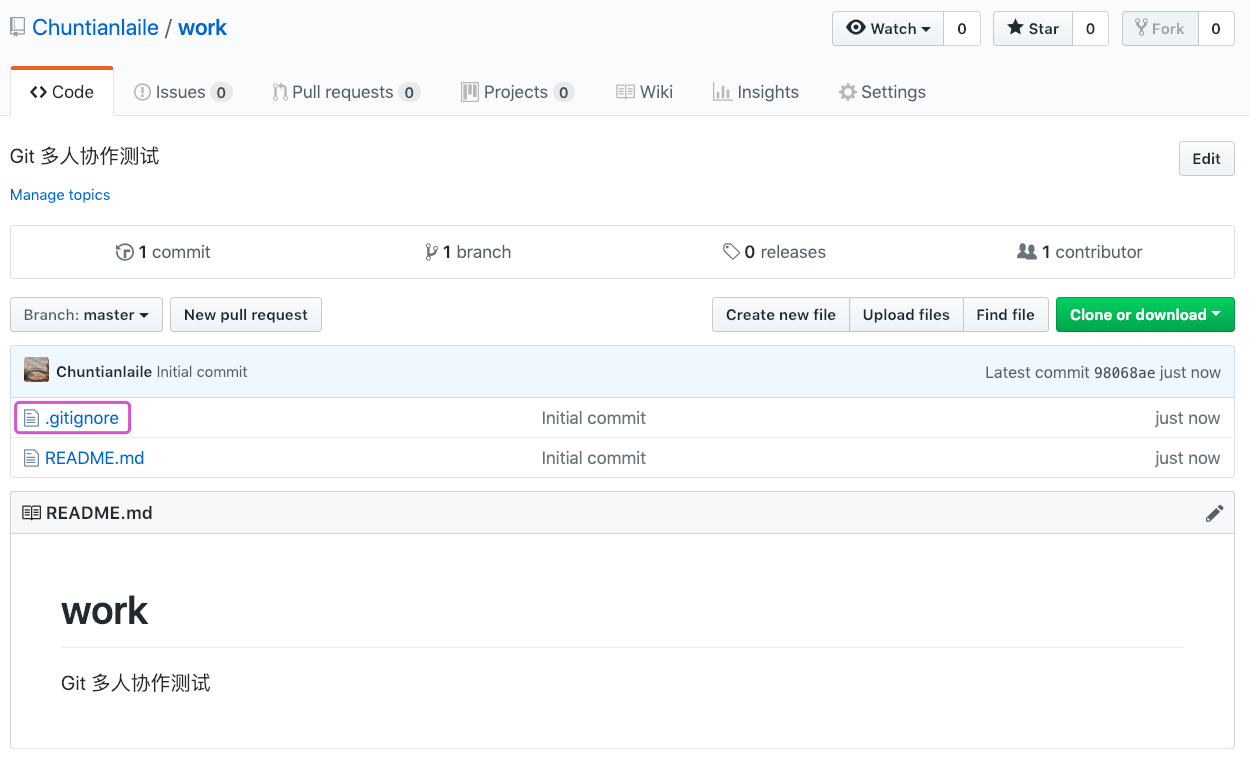 Chuntianlaile / work Watch 0 Star 0 Fork 0
Code Issues 0 Pull requests 0 Projects 0 Wiki Insights Settings
Git 多人协作测试 Edit
Manage topics
1 commit 1 branch 0 releases 1 contributor
Branch: master New pull request Create new file Upload files Find file Clone or download
Chuntianlaile Initial commit Latest commit 98068ae just now
.gitignore Initial commit just now
README.md Initial commit just now
README.md
work
Git 多人协作测试